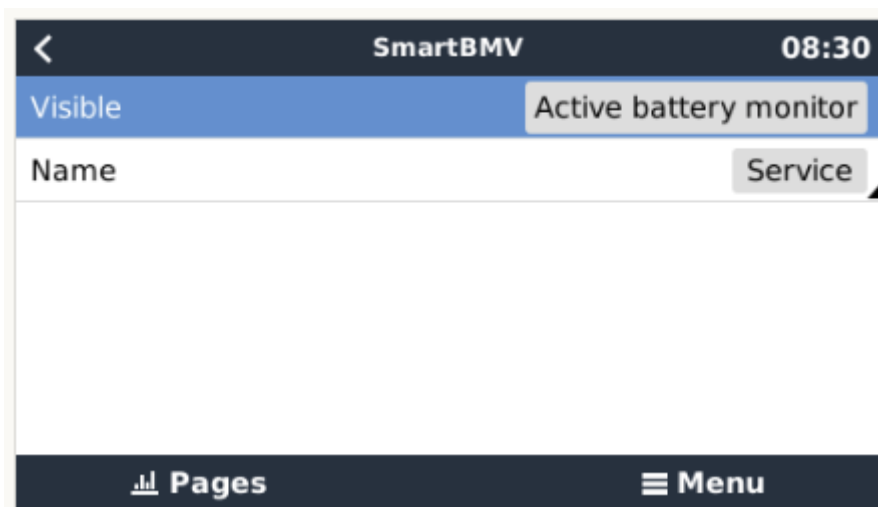 SmartBMV 08:30
Visible Active battery monitor
Name Service
Pages Menu